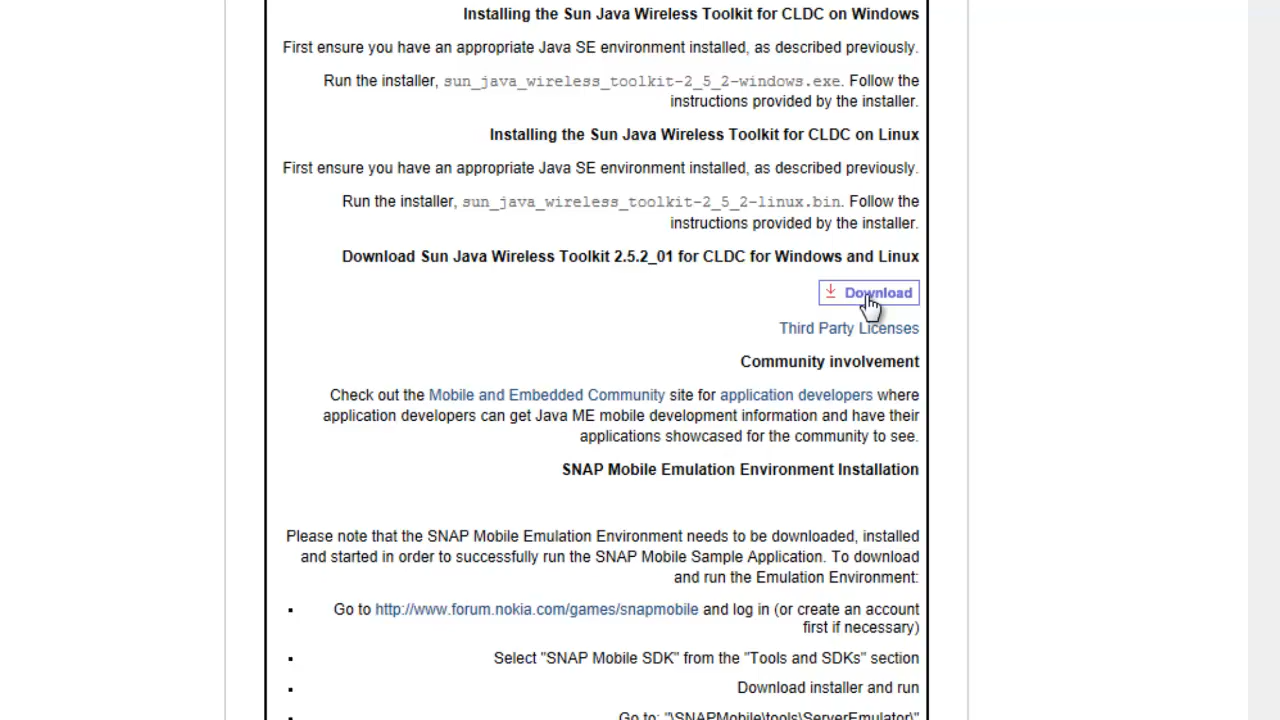 Installing the Sun Java Wireless Toolkit for CLDC on Windows
First ensure you have an appropriate Java SE environment installed, as described previously.
Run the installer, sun_java_wireless_toolkit-2_5_2-windows.exe. Follow the
instructions provided by the installer.
Installing the Sun Java Wireless Toolkit for CLDC on Linux
First ensure you have an appropriate Java SE environment installed, as described previously.
Run the installer, sun_java_wireless_toolkit-2_5_2-linux.bin. Follow the
instructions provided by the installer.
Download Sun Java Wireless Toolkit 2.5.2_01 for CLDC for Windows and Linux
Download
Third Party Licenses
Community involvement
Check out the Mobile and Embedded Community site for application developers where
application developers can get Java ME mobile development information and have their
applications showcased for the community to see.
SNAP Mobile Emulation Environment Installation
Please note that the SNAP Mobile Emulation Environment needs to be downloaded, installed
and started in order to successfully run the SNAP Mobile Sample Application. To download
and run the Emulation Environment:
▪ Go to http://www.forum.nokia.com/games/snapmobile and log in (or create an account
first if necessary)
▪ Select "SNAP Mobile SDK" from the "Tools and SDKs" section
▪ Download installer and run
▪ Go to: "\SNAPMobile\tools\ServerEmulator\"